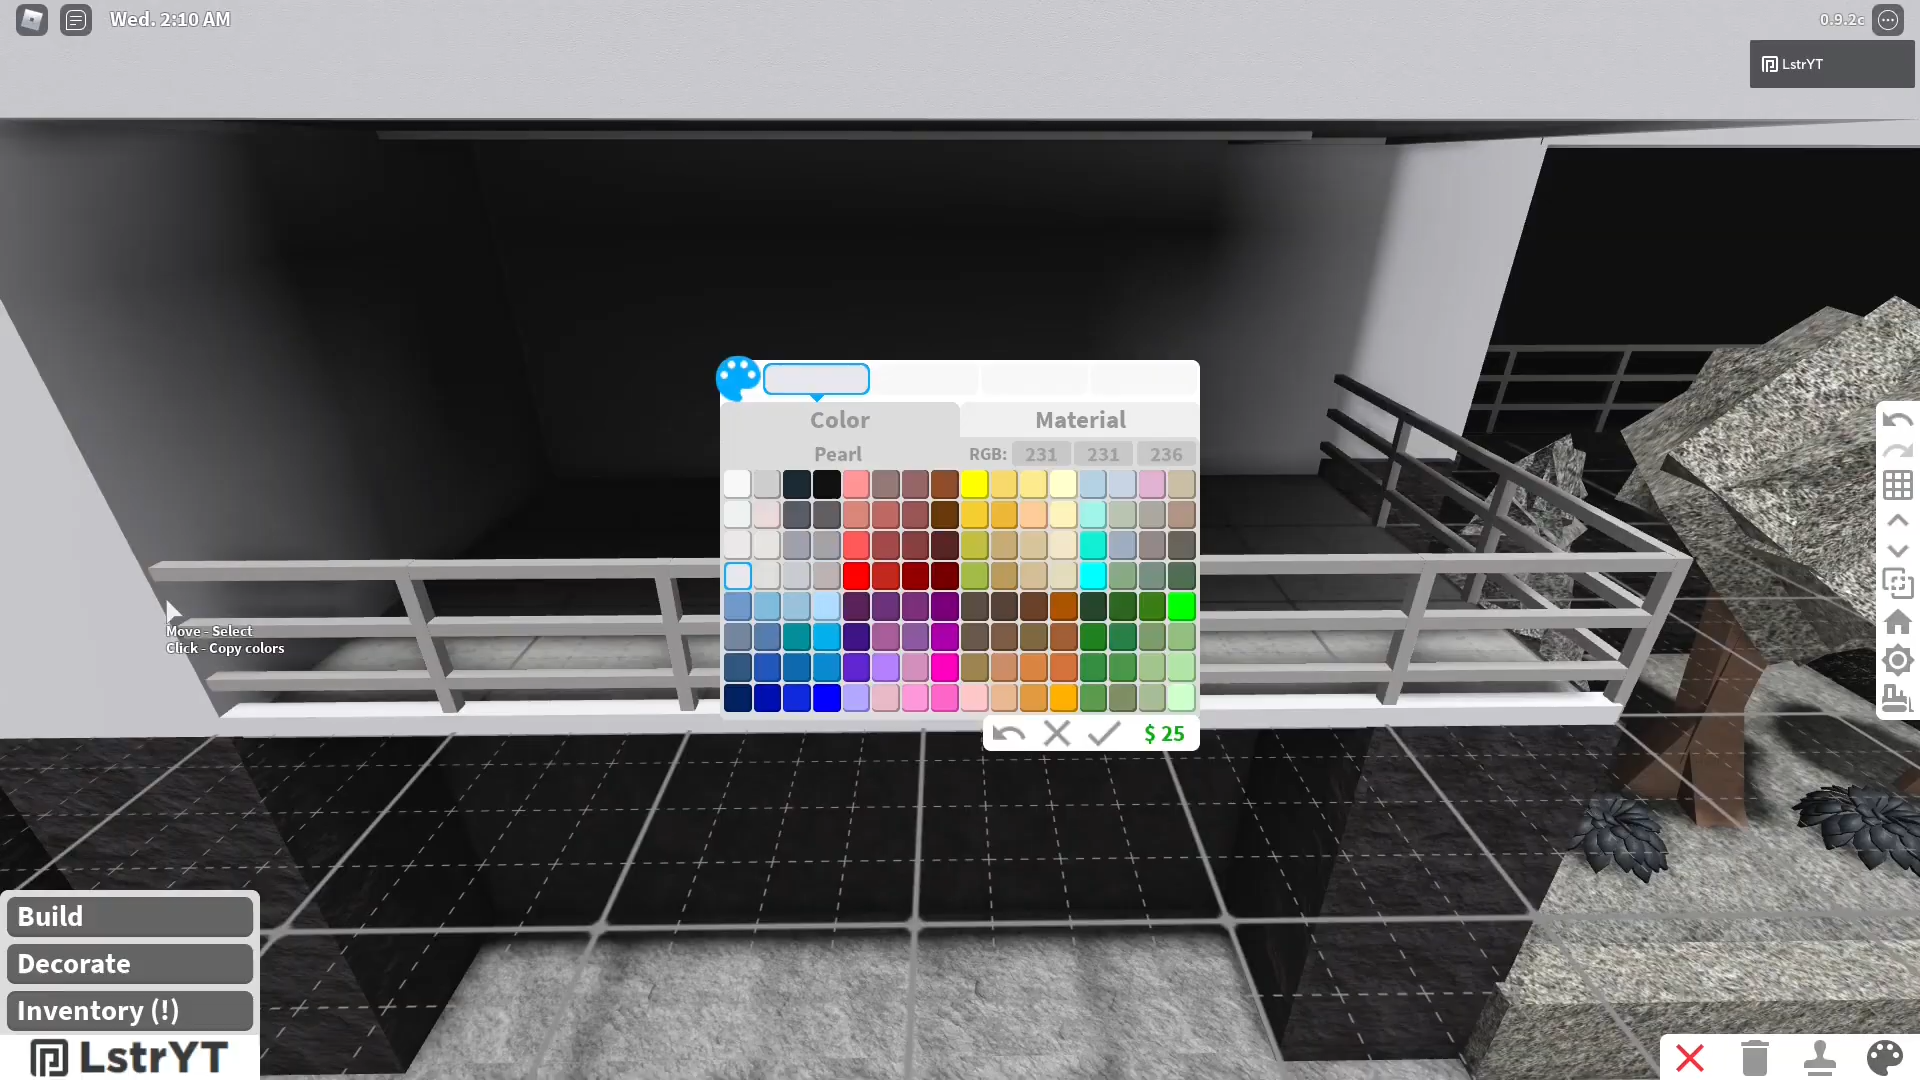 Wed. 2:10 AM
0.9.2c
LstrYT
Color
Material
Pearl
RGB: 231 231 236
Move - Select
Click - Copy colors
$ 25
Build
Decorate
Inventory (!)
LstrYT